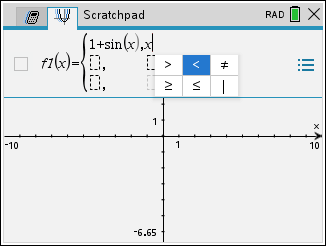 Scratchpad RAD
1+sin(x),x
f1(x)=
,
,
> < ≠
≥ ≤ |
1
x
-10 1 10
-6.65